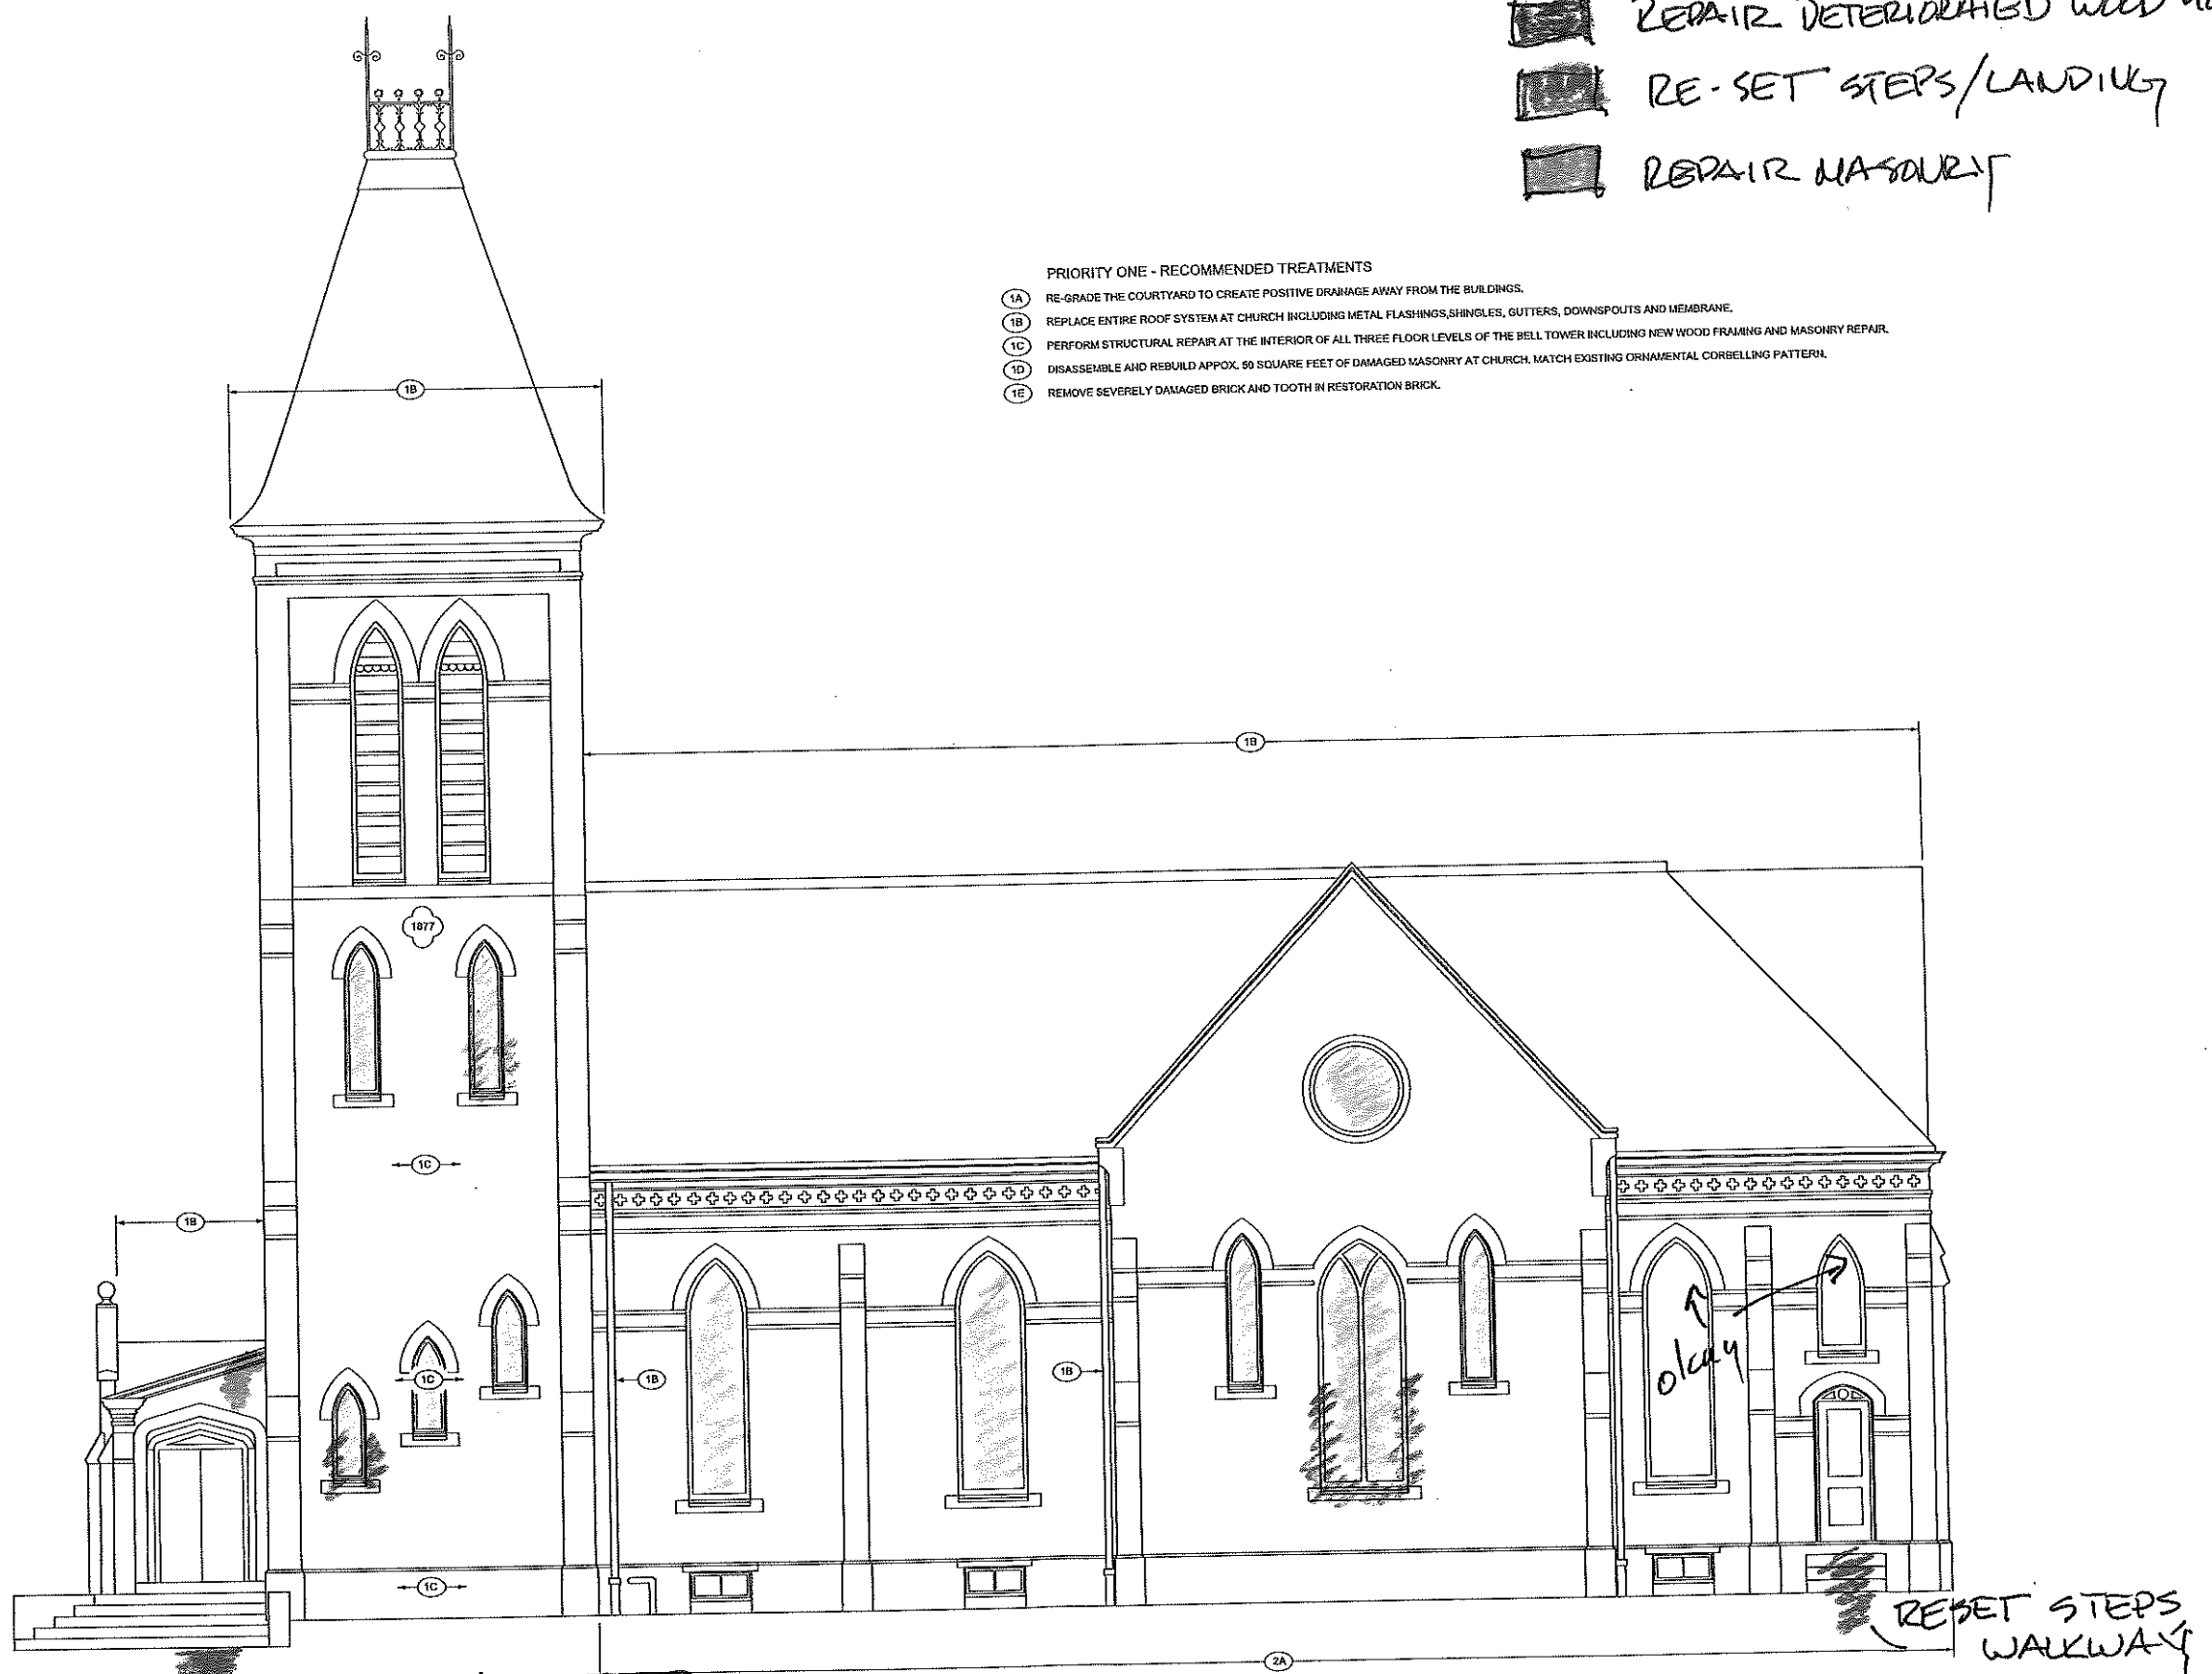 REPAIR DETERIORATED WOOD
RE-SET STEPS/LANDING
REPAIR MASONRY
PRIORITY ONE - RECOMMENDED TREATMENTS
1A RE-GRADE THE COURTYARD TO CREATE POSITIVE DRAINAGE AWAY FROM THE BUILDINGS.
1B REPLACE ENTIRE ROOF SYSTEM AT CHURCH INCLUDING METAL FLASHINGS,SHINGLES, GUTTERS, DOWNSPOUTS AND MEMBRANE.
1C PERFORM STRUCTURAL REPAIR AT THE INTERIOR OF ALL THREE FLOOR LEVELS OF THE BELL TOWER INCLUDING NEW WOOD FRAMING AND MASONRY REPAIR.
1D DISASSEMBLE AND REBUILD APPOX. 50 SQUARE FEET OF DAMAGED MASONRY AT CHURCH. MATCH EXISTING ORNAMENTAL CORBELLING PATTERN.
1E REMOVE SEVERELY DAMAGED BRICK AND TOOTH IN RESTORATION BRICK.
1B
1B
1877
1C
1B
1C
1B
1B
okay
1C
RESET STEPS
WALKWAY
2A